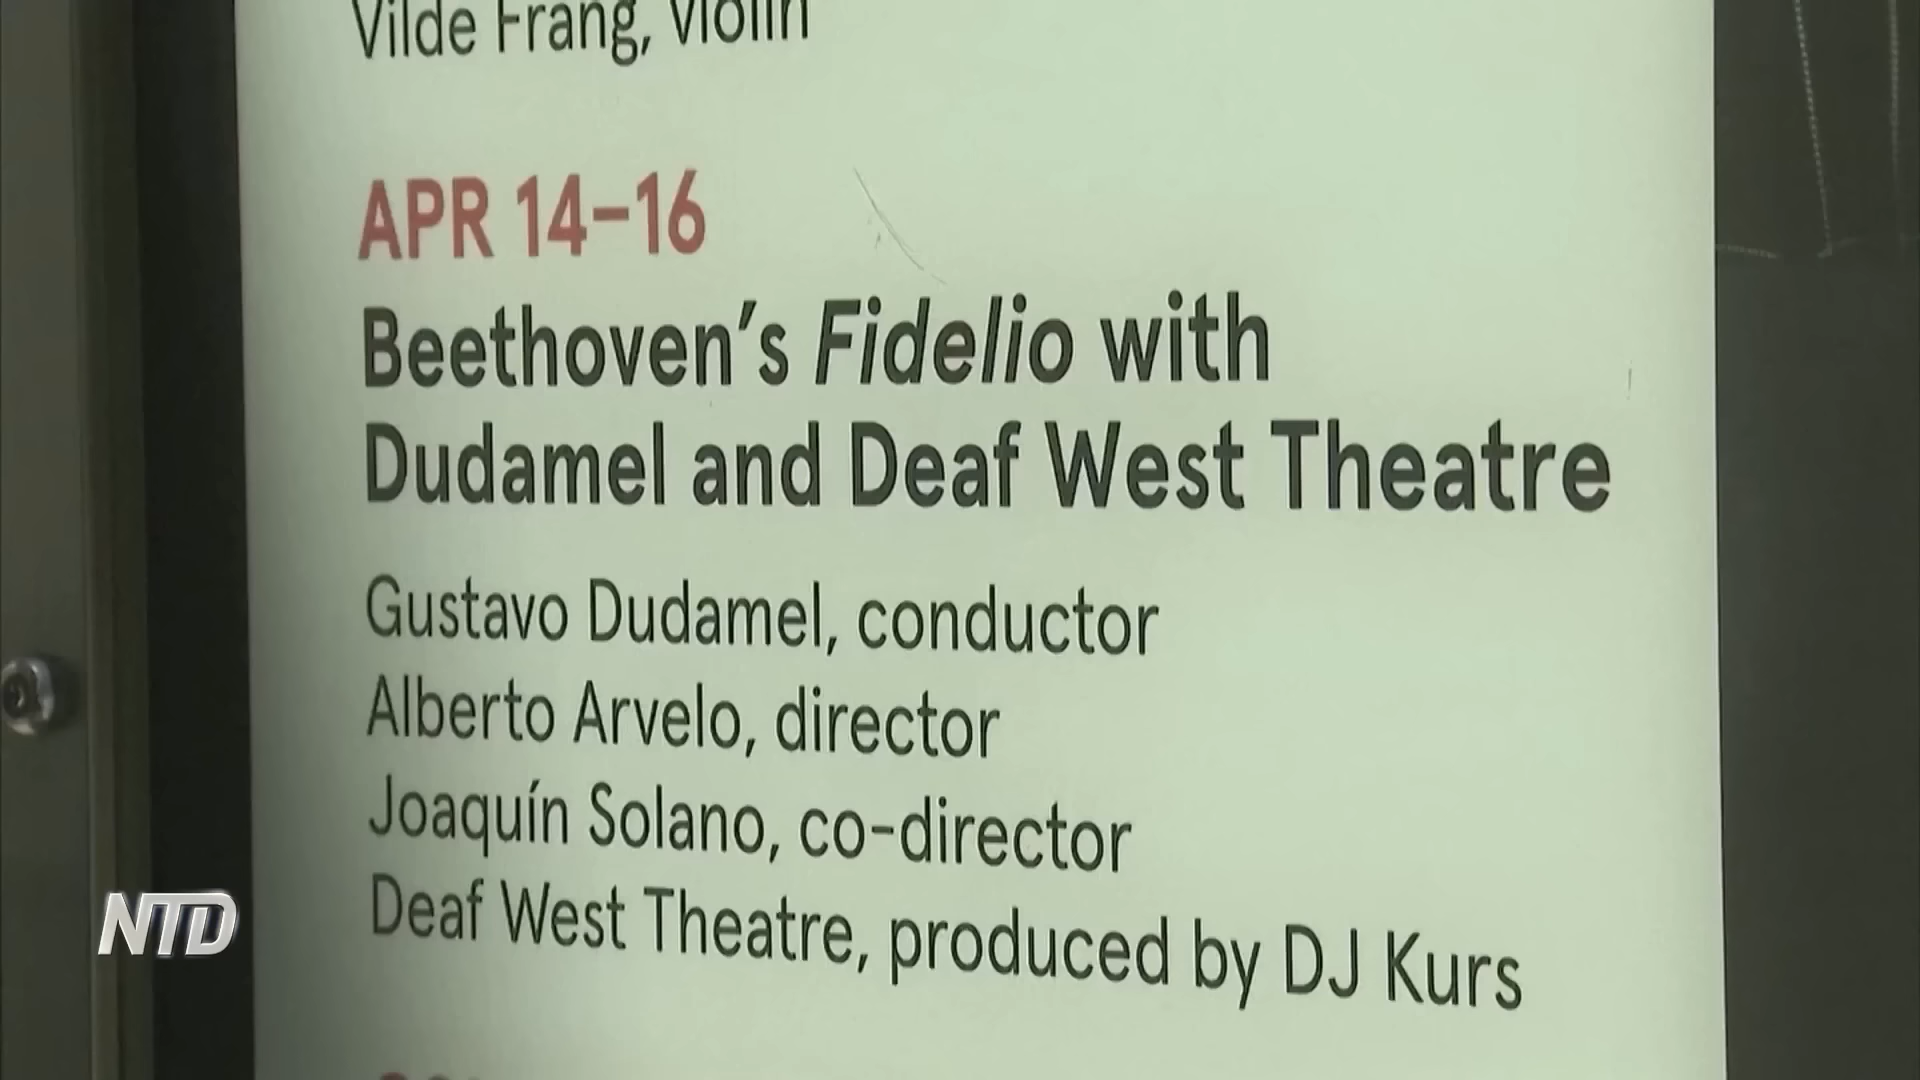 Vilde Frang, violin
APR 14–16
Beethoven’s Fidelio with
Dudamel and Deaf West Theatre
Gustavo Dudamel, conductor
Alberto Arvelo, director
Joaquín Solano, co-director
Deaf West Theatre, produced by DJ Kurs
NTD